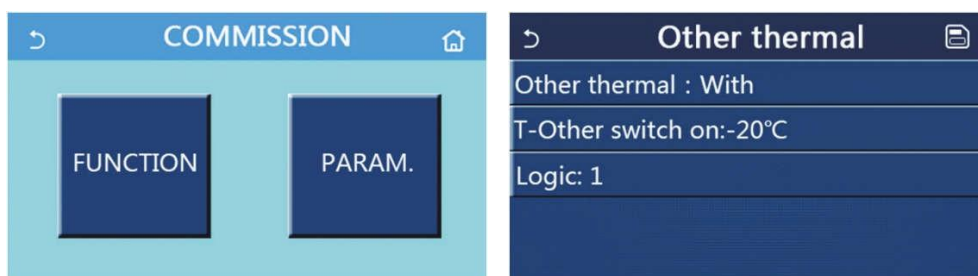 COMMISSION
FUNCTION
PARAM.
Other thermal
Other thermal : With
T-Other switch on:-20℃
Logic: 1